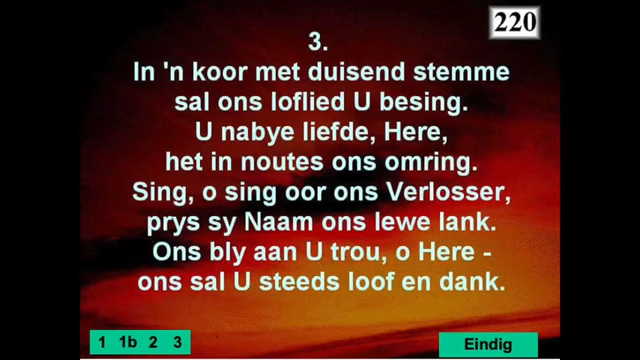 220
3.
In 'n koor met duisend stemme
sal ons loflied U besing.
U nabye liefde, Here,
het in noutes ons omring.
Sing, o sing oor ons Verlosser,
prys sy Naam ons lewe lank.
Ons bly aan U trou, o Here -
ons sal U steeds loof en dank.
1 1b 2 3
Eindig